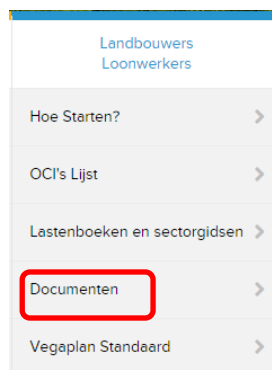 Landbouwers
Loonwerkers
Hoe Starten?
OCI's Lijst
Lastenboeken en sectorgidsen
Documenten
Vegaplan Standaard